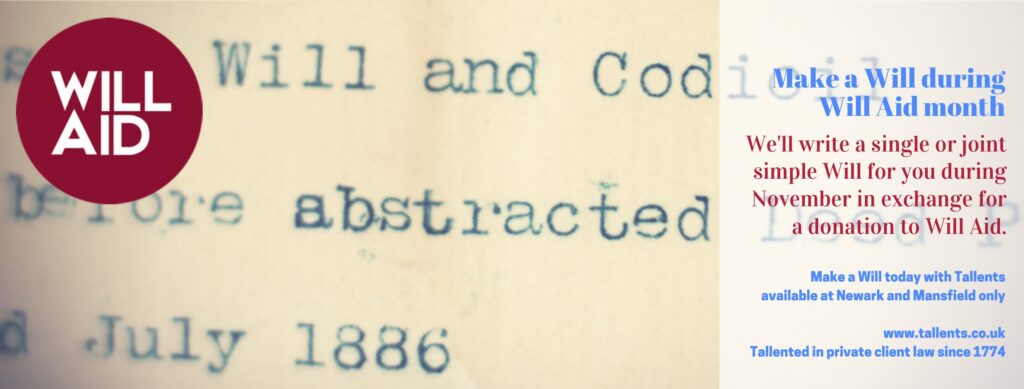 WILL
AID
Will and Codicil
before abstracted Deed P
d July 1886
Make a Will during
Will Aid month
We'll write a single or joint
simple Will for you during
November in exchange for
a donation to Will Aid.
Make a Will today with Tallents
available at Newark and Mansfield only
www.tallents.co.uk
Tallented in private client law since 1774